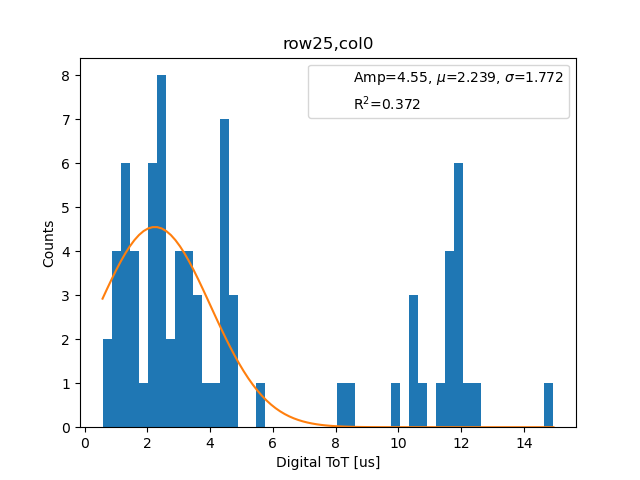 row25,col0
Amp=4.55, μ=2.239, σ=1.772
R²=0.372
8
7
6
5
4
3
2
1
0
Counts
0 2 4 6 8 10 12 14
Digital ToT [us]